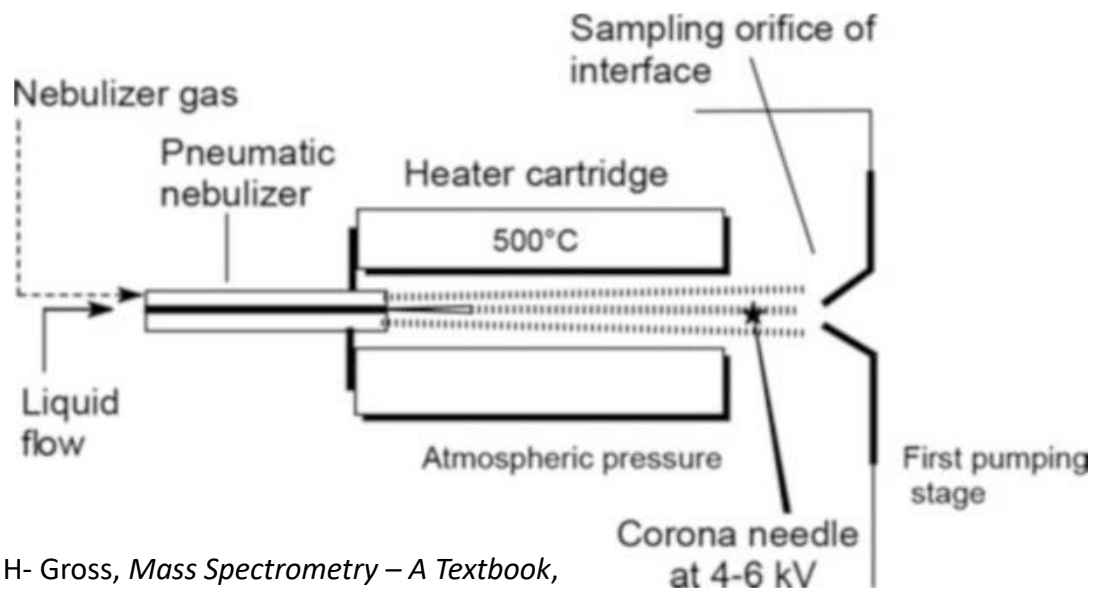 Sampling orifice of
interface
Nebulizer gas
Pneumatic
nebulizer
Heater cartridge
500°C
Liquid
flow
Atmospheric pressure
First pumping
stage
Corona needle
at 4-6 kV
H- Gross, Mass Spectrometry – A Textbook,